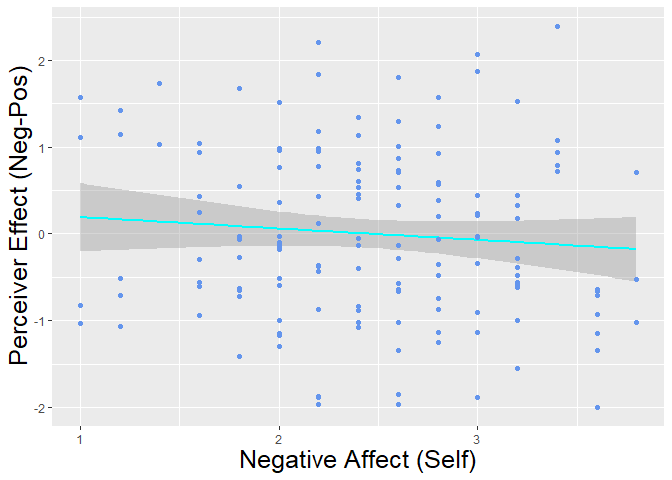 Perceiver Effect (Neg-Pos)
2
1
0
-1
-2
1 2 3
Negative Affect (Self)